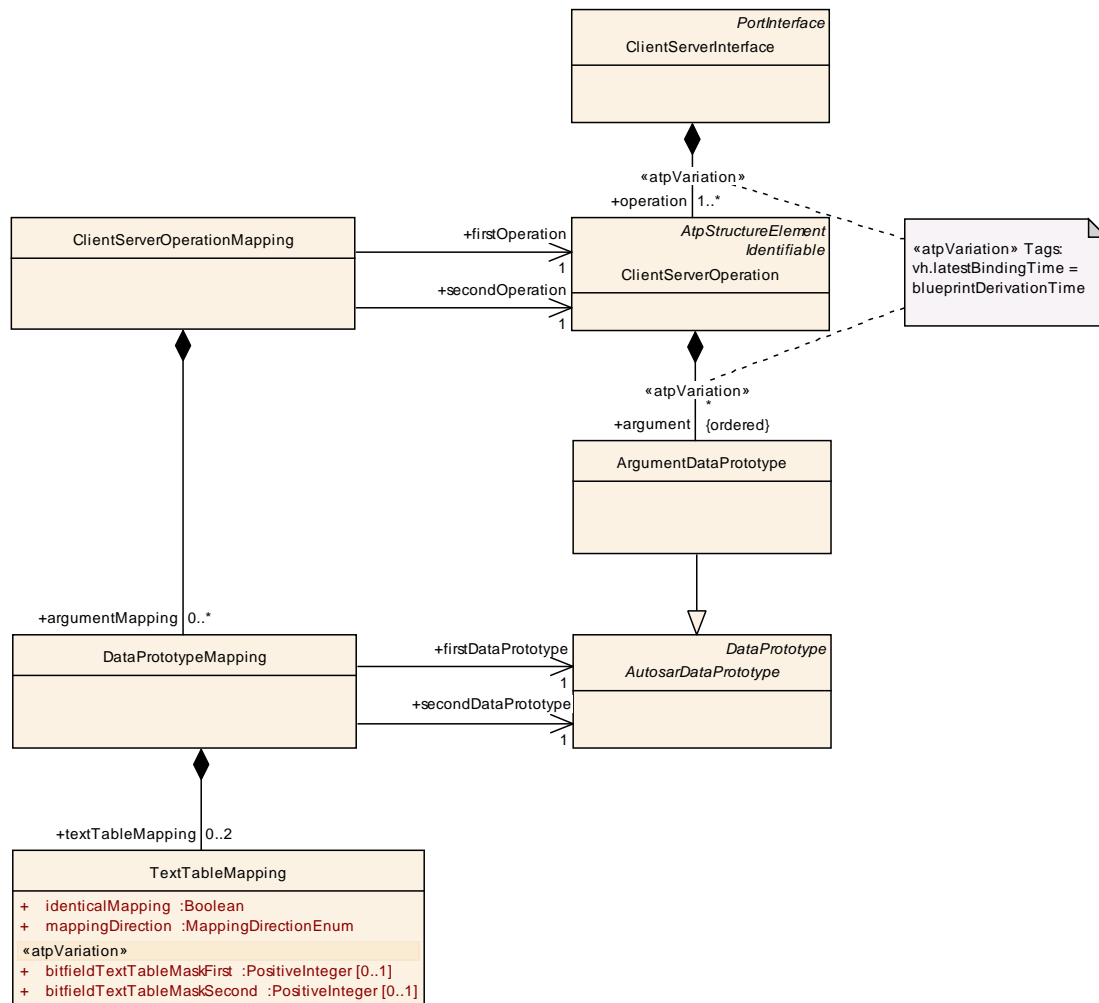 PortInterface
ClientServerInterface
«atpVariation»
+operation 1..*
ClientServerOperationMapping
+firstOperation
1
+secondOperation
1
AtpStructureElement
Identifiable
ClientServerOperation
«atpVariation» Tags:
vh.latestBindingTime =
blueprintDerivationTime
«atpVariation»
*
+argument {ordered}
ArgumentDataPrototype
+argumentMapping 0..*
DataPrototypeMapping
+firstDataPrototype
1
+secondDataPrototype
1
DataPrototype
AutosarDataPrototype
+textTableMapping 0..2
TextTableMapping
+ identicalMapping :Boolean
+ mappingDirection :MappingDirectionEnum
«atpVariation»
+ bitfieldTextTableMaskFirst :PositiveInteger [0..1]
+ bitfieldTextTableMaskSecond :PositiveInteger [0..1]